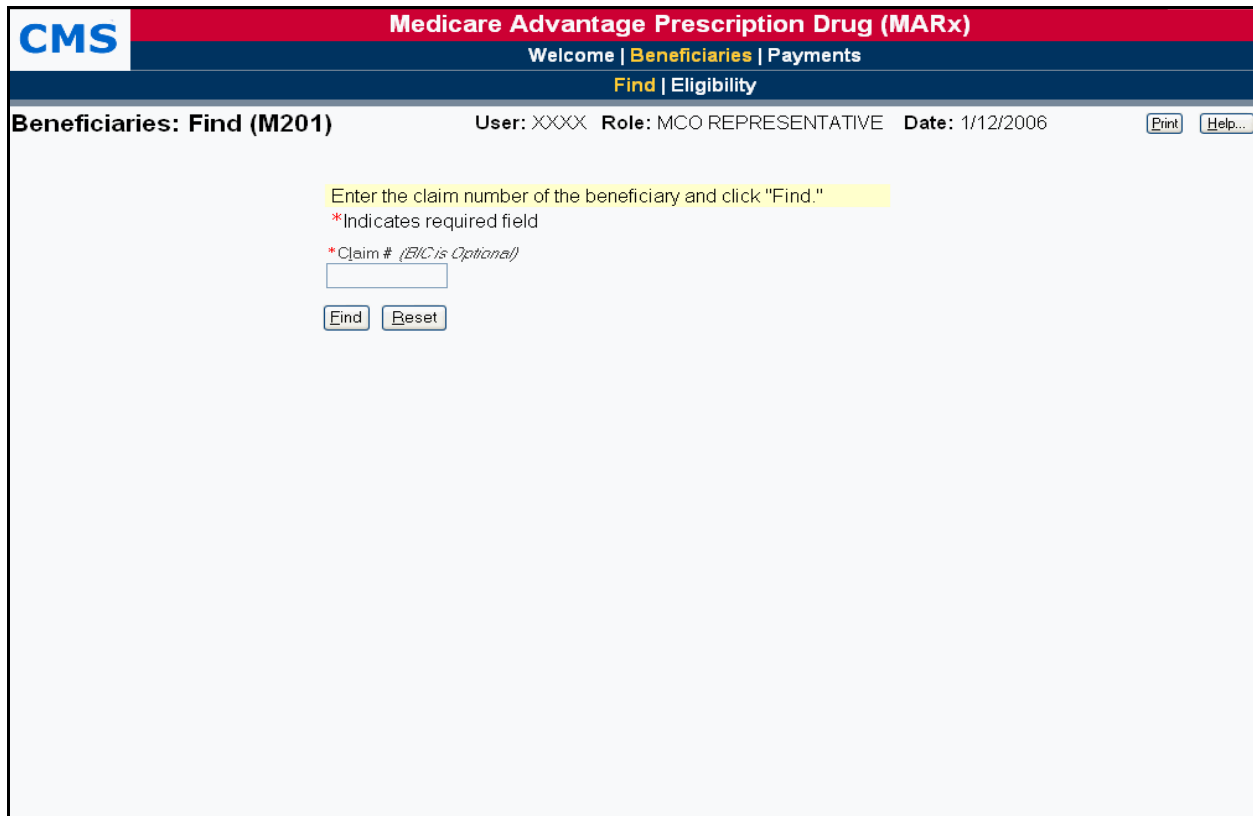 CMS
Medicare Advantage Prescription Drug (MARx)
Welcome | Beneficiaries | Payments
Find | Eligibility
Beneficiaries: Find (M201) User: XXXX Role: MCO REPRESENTATIVE Date: 1/12/2006 Print Help...
Enter the claim number of the beneficiary and click "Find."
*Indicates required field
*Claim # (BIC is Optional)
Find Reset